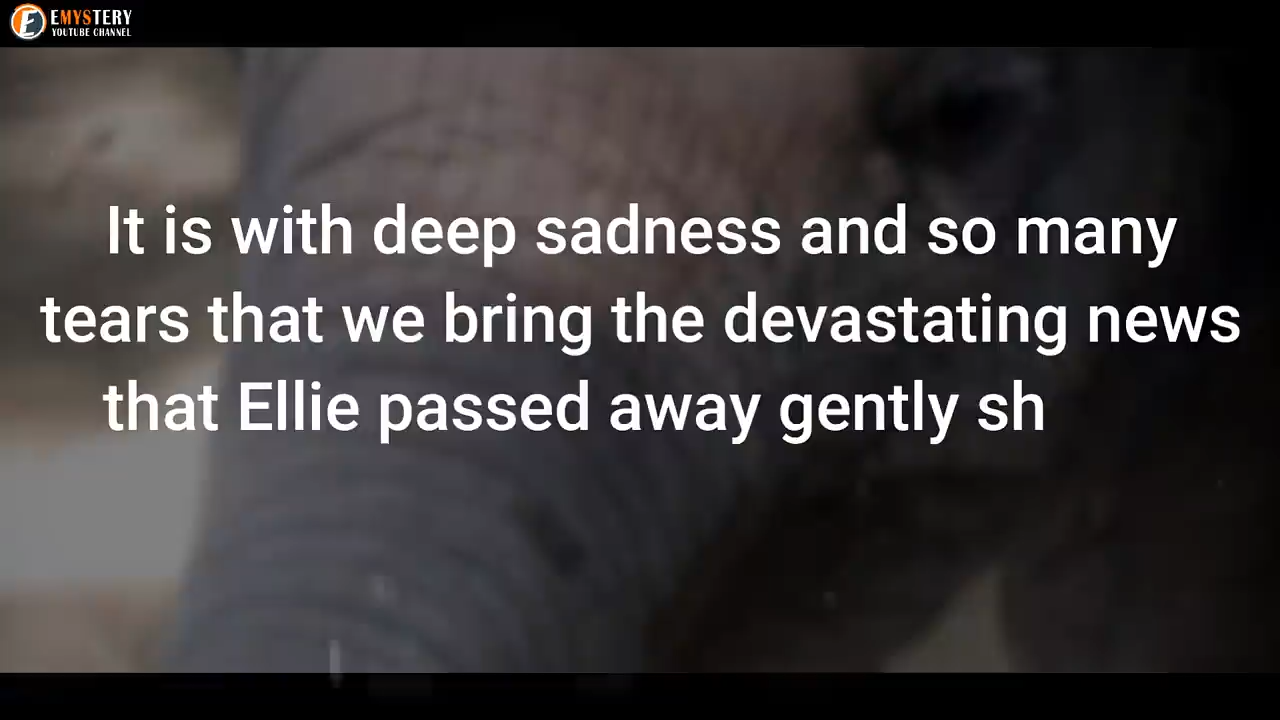 EMYSTERY
YOUTUBE CHANNEL
It is with deep sadness and so many
tears that we bring the devastating news
that Ellie passed away gently sh